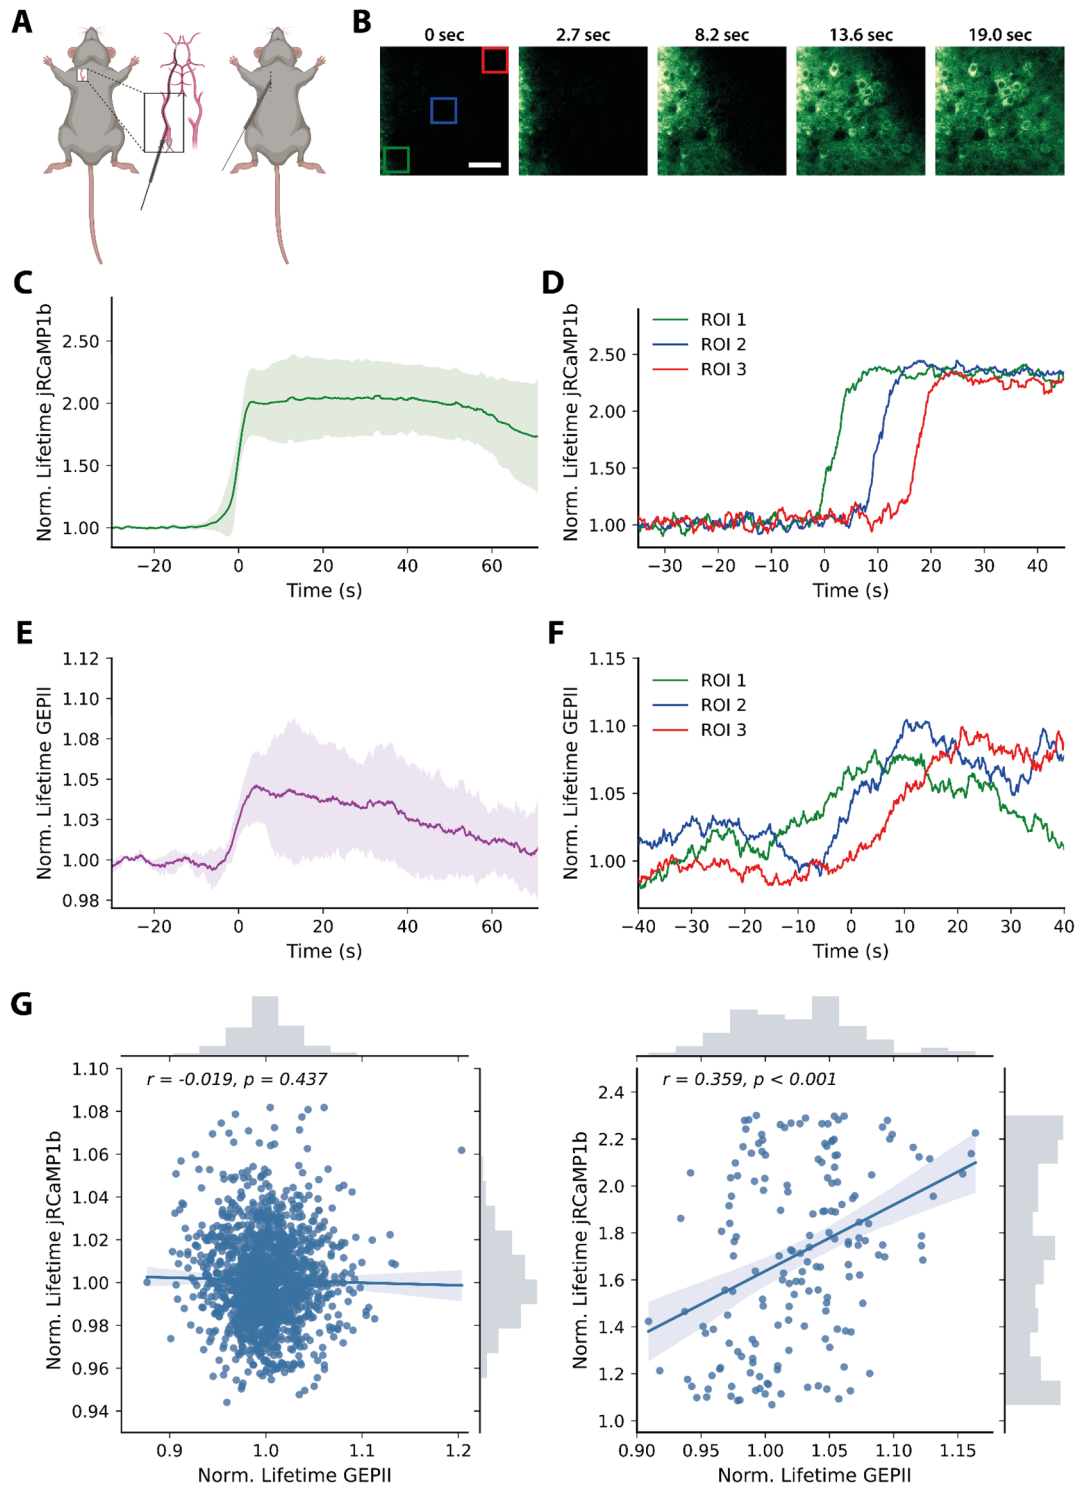 A
B
0 sec
2.7 sec
8.2 sec
13.6 sec
19.0 sec
C
Norm. Lifetime jRCaMP1b
2.50
2.00
1.50
1.00
−20
0
20
40
60
Time (s)
D
Norm. Lifetime jRCaMP1b
ROI 1
ROI 2
ROI 3
2.50
2.00
1.50
1.00
−30
−20
−10
0
10
20
30
40
Time (s)
E
Norm. Lifetime GEPII
1.12
1.10
1.08
1.05
1.03
1.00
0.98
−20
0
20
40
60
Time (s)
F
Norm. Lifetime GEPII
ROI 1
ROI 2
ROI 3
1.15
1.10
1.05
1.00
−40
−30
−20
−10
0
10
20
30
40
Time (s)
G
r = -0.019, p = 0.437
Norm. Lifetime jRCaMP1b
1.10
1.08
1.06
1.04
1.02
1.00
0.98
0.96
0.94
0.9
1.0
1.1
1.2
Norm. Lifetime GEPII
r = 0.359, p < 0.001
Norm. Lifetime jRCaMP1b
2.4
2.2
2.0
1.8
1.6
1.4
1.2
1.0
0.90
0.95
1.00
1.05
1.10
1.15
Norm. Lifetime GEPII